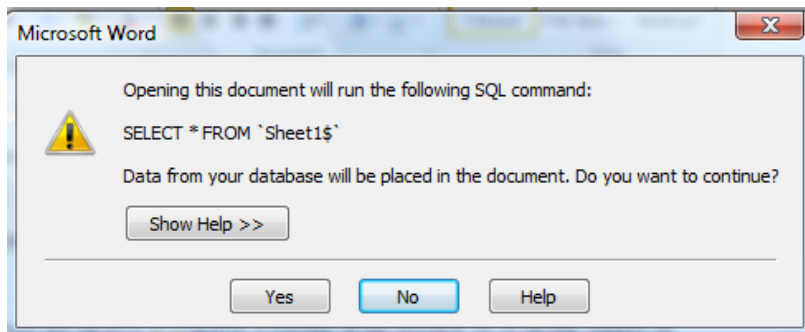 Microsoft Word
Opening this document will run the following SQL command:
SELECT * FROM `Sheet1$`
Data from your database will be placed in the document. Do you want to continue?
Show Help >>
Yes
No
Help